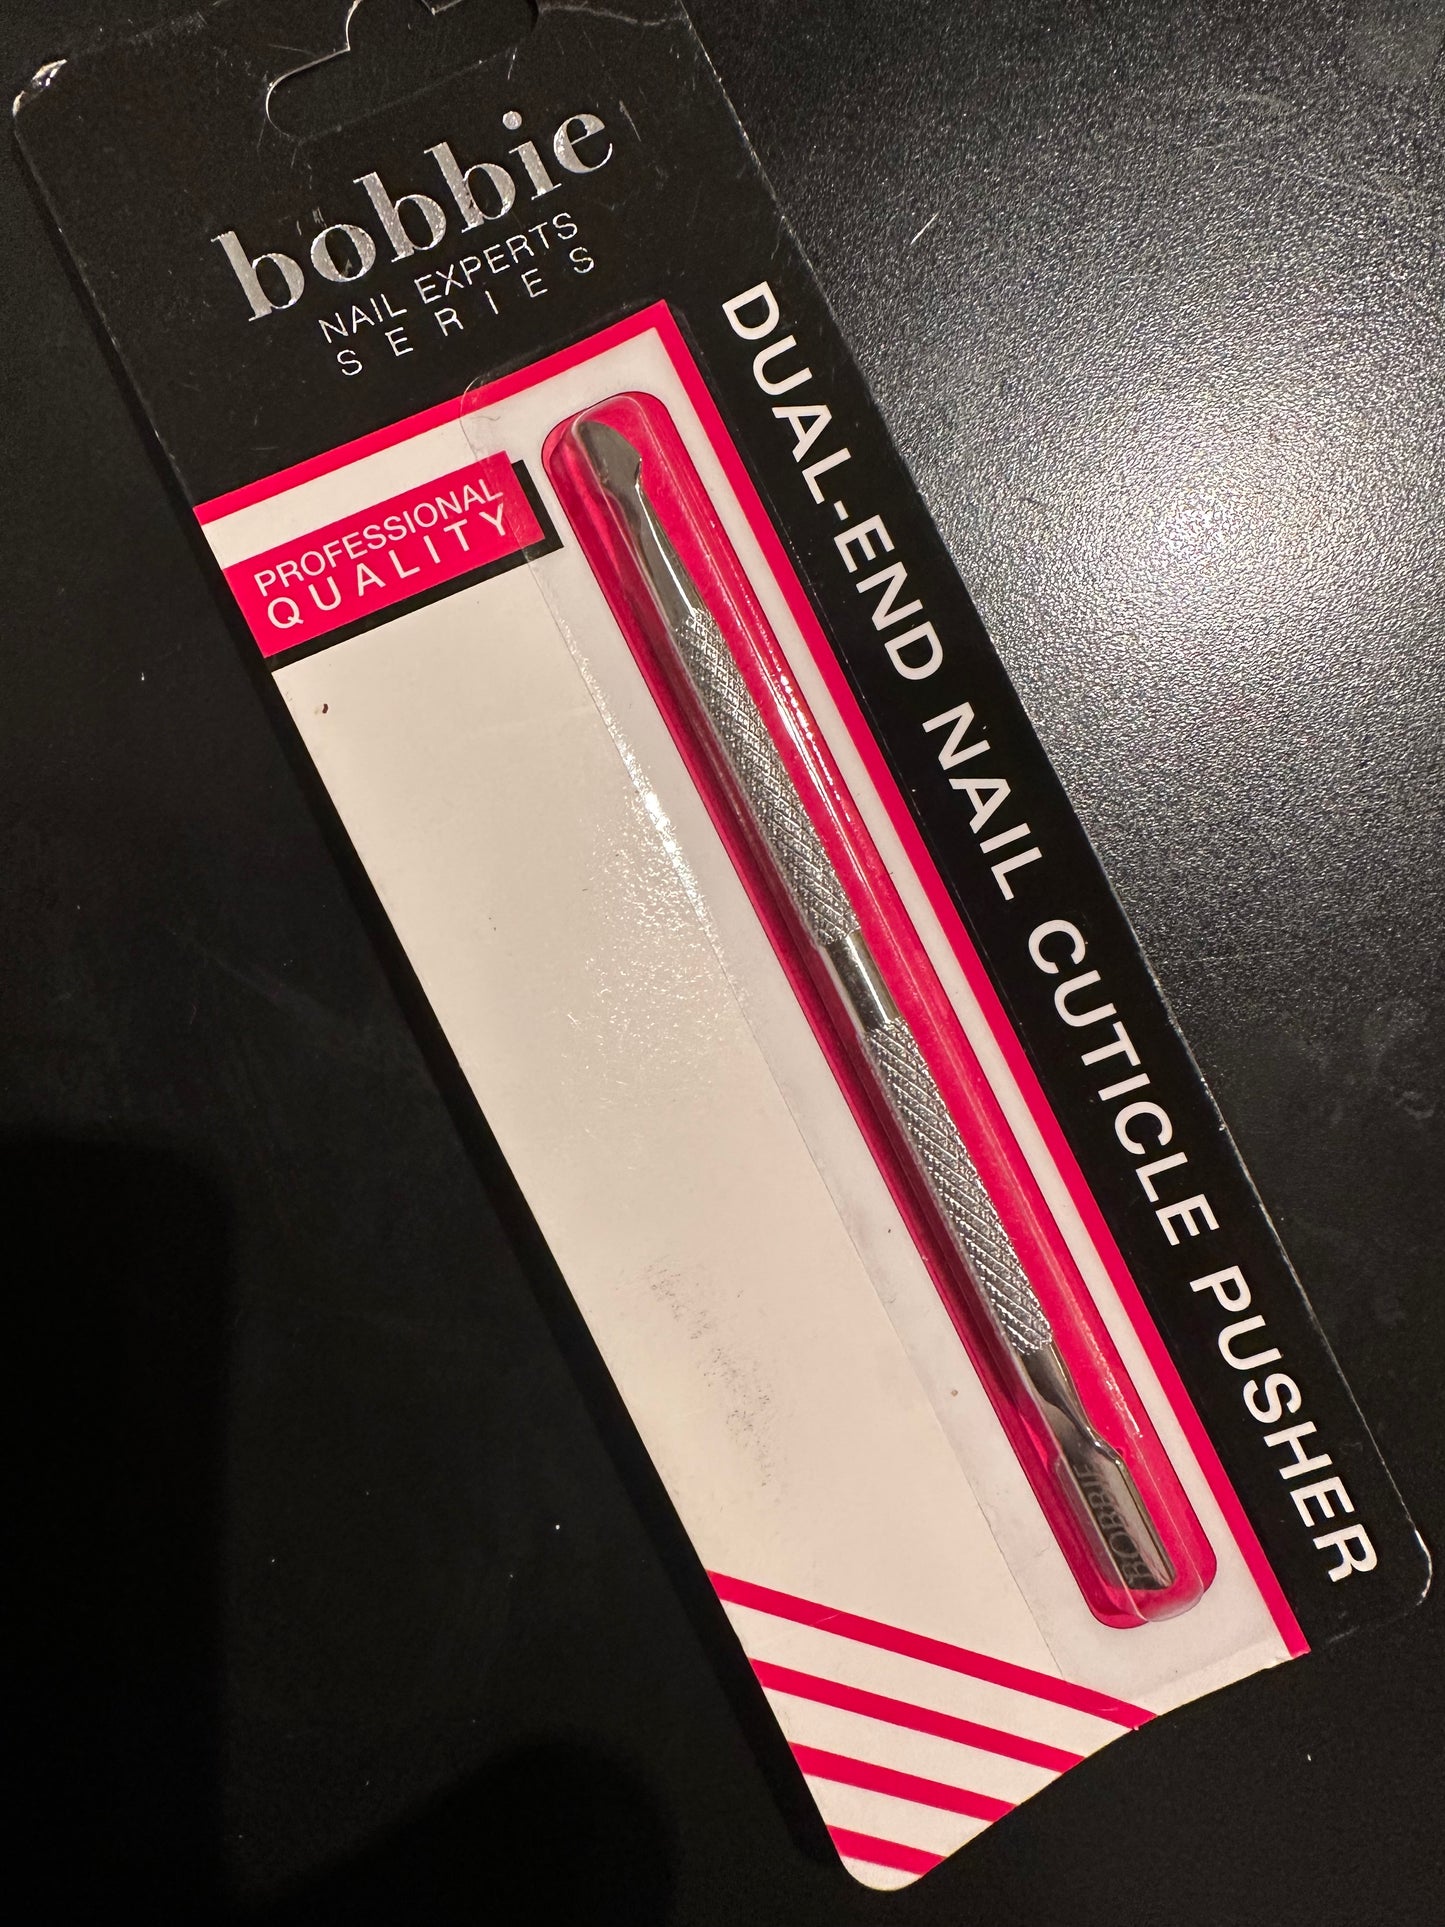 bobbie
NAIL EXPERTS
SERIES
PROFESSIONAL
QUALITY
DUAL-END NAIL CUTICLE PUSHER
BOBBIE